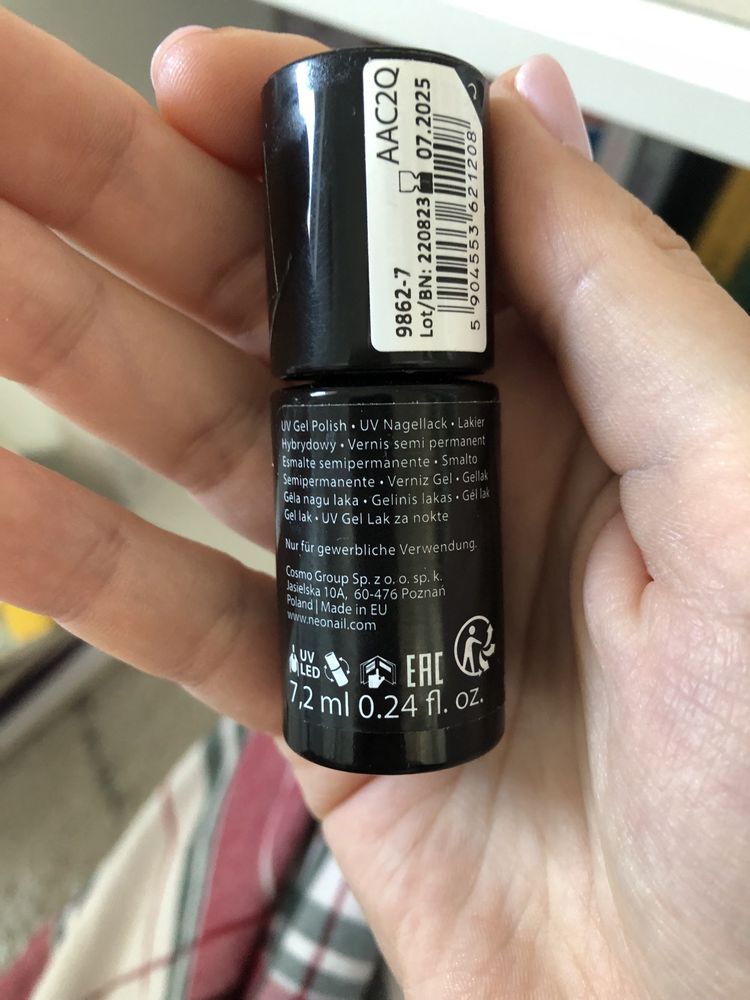 AAC2Q
9862-7
Lot/BN: 220823 07.2025
5 904553 621208
UV Gel Polish • UV Nagellack • Lakier
Hybrydowy • Vernis semi permanent
Esmalte semipermanente • Smalto
Semipermanente • Verniz Gel • Gellak
Gēla nagu laka • Gelinis lakas • Gél lak
Gel lak • UV Gel Lak za nokte
Nur für gewerbliche Verwendung.
Cosmo Group Sp. z o. o. sp. k.
Jasielska 10A, 60-476 Poznań
Poland | Made in EU
www.neonail.com
UV
LED
EAC
7,2 ml 0.24 fl. oz.